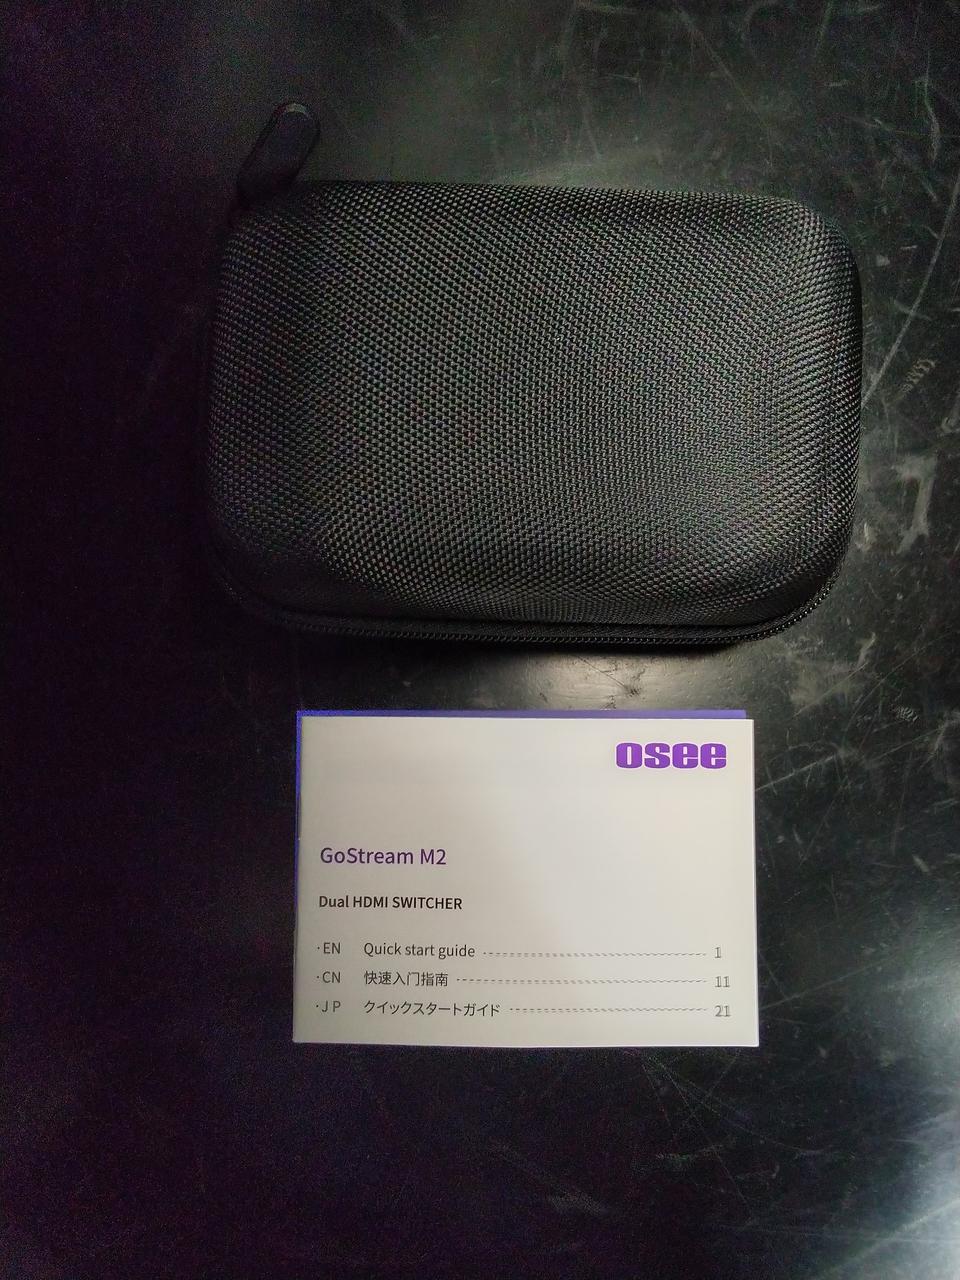 osee
GoStream M2
Dual HDMI SWITCHER
·EN Quick start guide ---------------------------------------- 1
·CN 快速入门指南 ---------------------------------------- 11
·JP クイックスタートガイド ---------------------------------------- 21